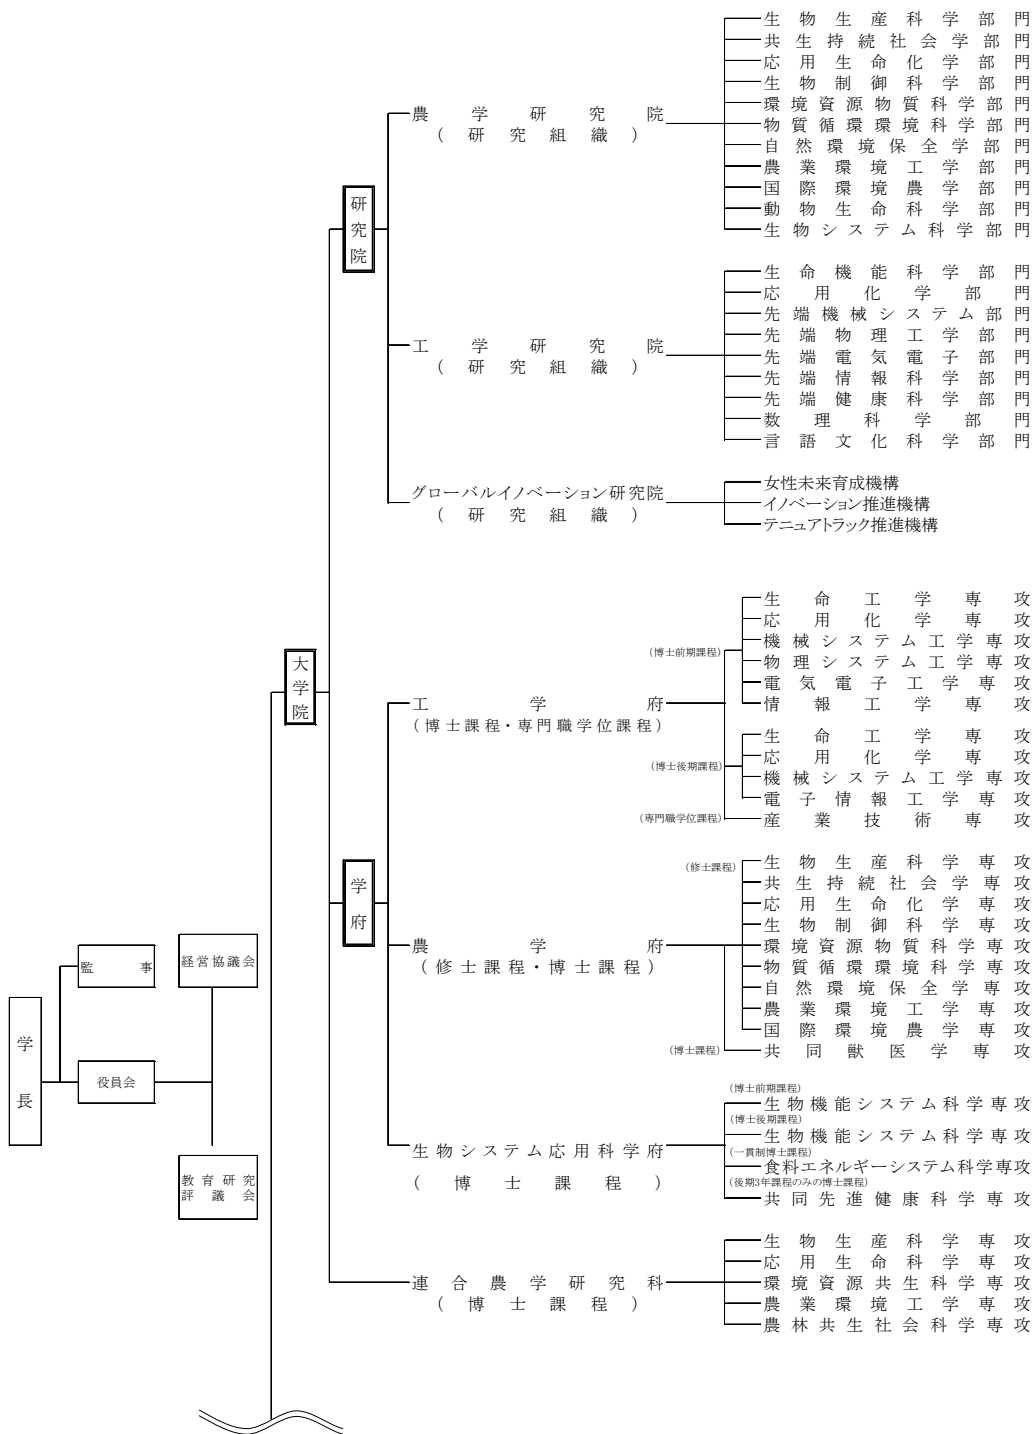 学長
監事
役員会
経営協議会
教育研究
評議会
大学院
研究院
農学研究院
(研究組織)
生物生産科学部門
共生持続社会学部門
応用生命化学部門
生物制御科学部門
環境資源物質科学部門
物質循環環境科学部門
自然環境保全学部門
農業環境工学部門
国際環境農学部門
動物生命科学部門
生物システム科学部門
工学研究院
(研究組織)
生命機能科学部門
応用化学部門
先端機械システム部門
先端物理工学部門
先端電気電子部門
先端情報科学部門
先端健康科学部門
数理科学部門
言語文化科学部門
グローバルイノベーション研究院
(研究組織)
女性未来育成機構
イノベーション推進機構
テニュアトラック推進機構
学府
工学府
(博士課程・専門職学位課程)
(博士前期課程)
生命工学専攻
応用化学専攻
機械システム工学専攻
物理システム工学専攻
電気電子工学専攻
情報工学専攻
(博士後期課程)
生命工学専攻
応用化学専攻
機械システム工学専攻
電子情報工学専攻
(専門職学位課程)
産業技術専攻
農学府
(修士課程・博士課程)
(修士課程)
生物生産科学専攻
共生持続社会学専攻
応用生命化学専攻
生物制御科学専攻
環境資源物質科学専攻
物質循環環境科学専攻
自然環境保全学専攻
農業環境工学専攻
国際環境農学専攻
(博士課程)
共同獣医学専攻
生物システム応用科学府
(博士課程)
(博士前期課程)
生物機能システム科学専攻
(博士後期課程)
生物機能システム科学専攻
(一貫制博士課程)
食料エネルギーシステム科学専攻
(後期3年課程のみの博士課程)
共同先進健康科学専攻
連合農学研究科
(博士課程)
生物生産科学専攻
応用生命科学専攻
環境資源共生科学専攻
農業環境工学専攻
農林共生社会科学専攻